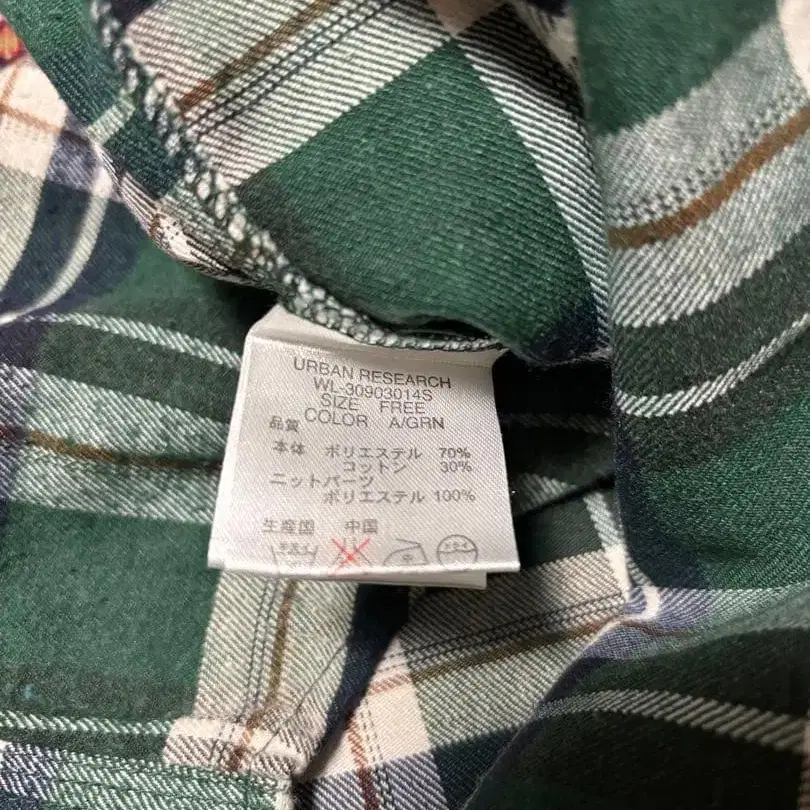 URBAN RESEARCH
WL-30903014S
SIZE FREE
COLOR A/GRN
品質
本体 ポリエステル 70%
コットン 30%
ニットパーツ
ポリエステル 100%
生産国 中国